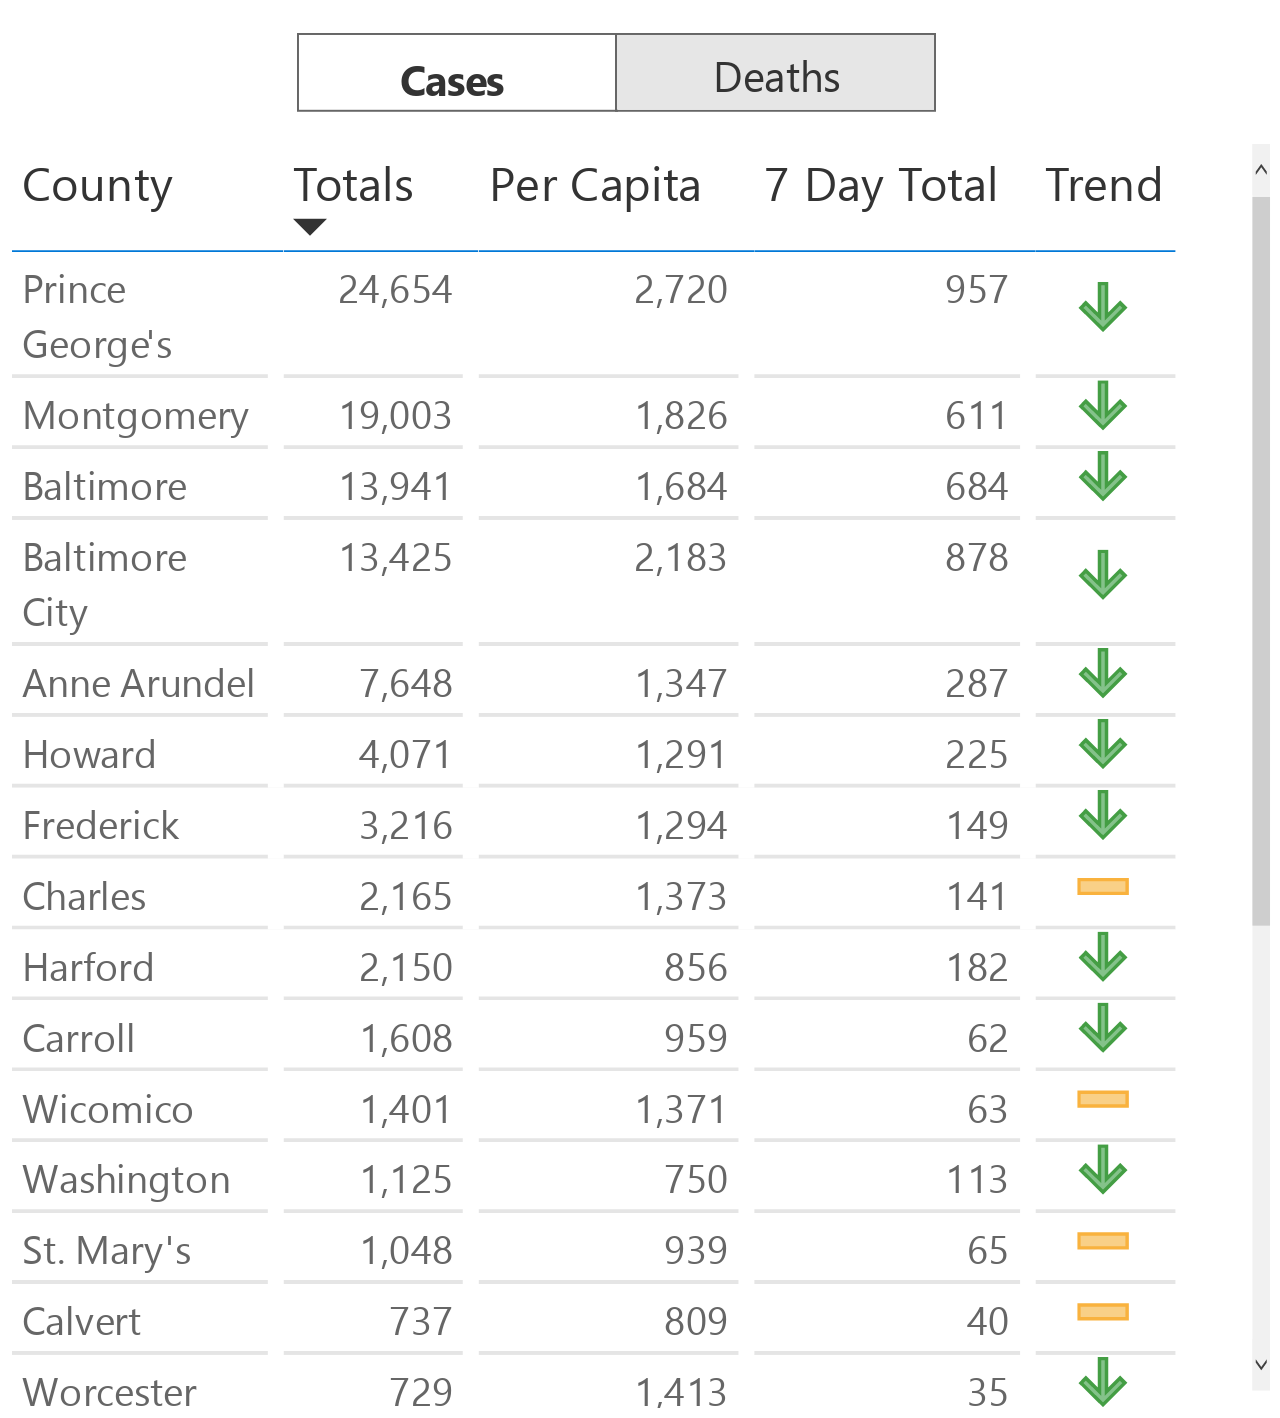 Cases Deaths
County Totals Per Capita 7 Day Total Trend
Prince 24,654 2,720 957
George's
Montgomery 19,003 1,826 611
Baltimore 13,941 1,684 684
Baltimore 13,425 2,183 878
City
Anne Arundel 7,648 1,347 287
Howard 4,071 1,291 225
Frederick 3,216 1,294 149
Charles 2,165 1,373 141
Harford 2,150 856 182
Carroll 1,608 959 62
Wicomico 1,401 1,371 63
Washington 1,125 750 113
St. Mary's 1,048 939 65
Calvert 737 809 40
Worcester 729 1,413 35